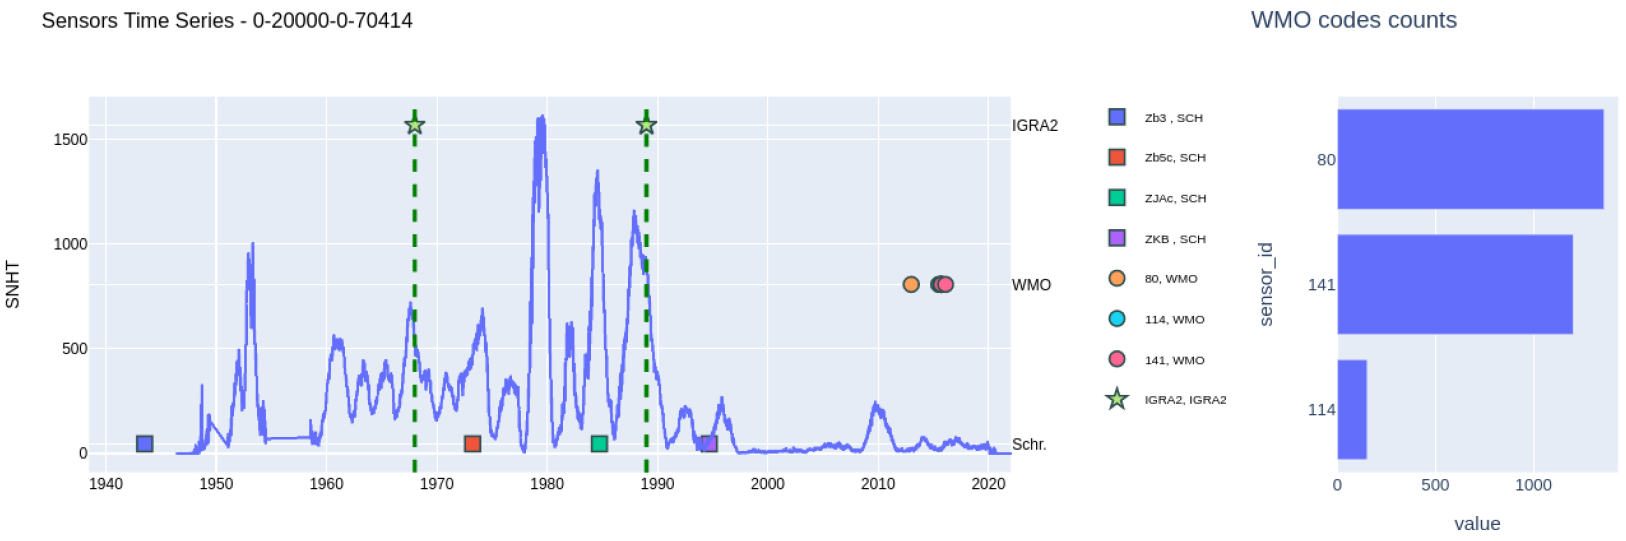 Sensors Time Series - 0-20000-0-70414
WMO codes counts
SNHT
1500
1000
500
0
1940
1950
1960
1970
1980
1990
2000
2010
2020
IGRA2
WMO
Schr.
Zb3 , SCH
Zb5c, SCH
ZJAc, SCH
ZKB , SCH
80, WMO
114, WMO
141, WMO
IGRA2, IGRA2
sensor_id
80
141
114
0
500
1000
value